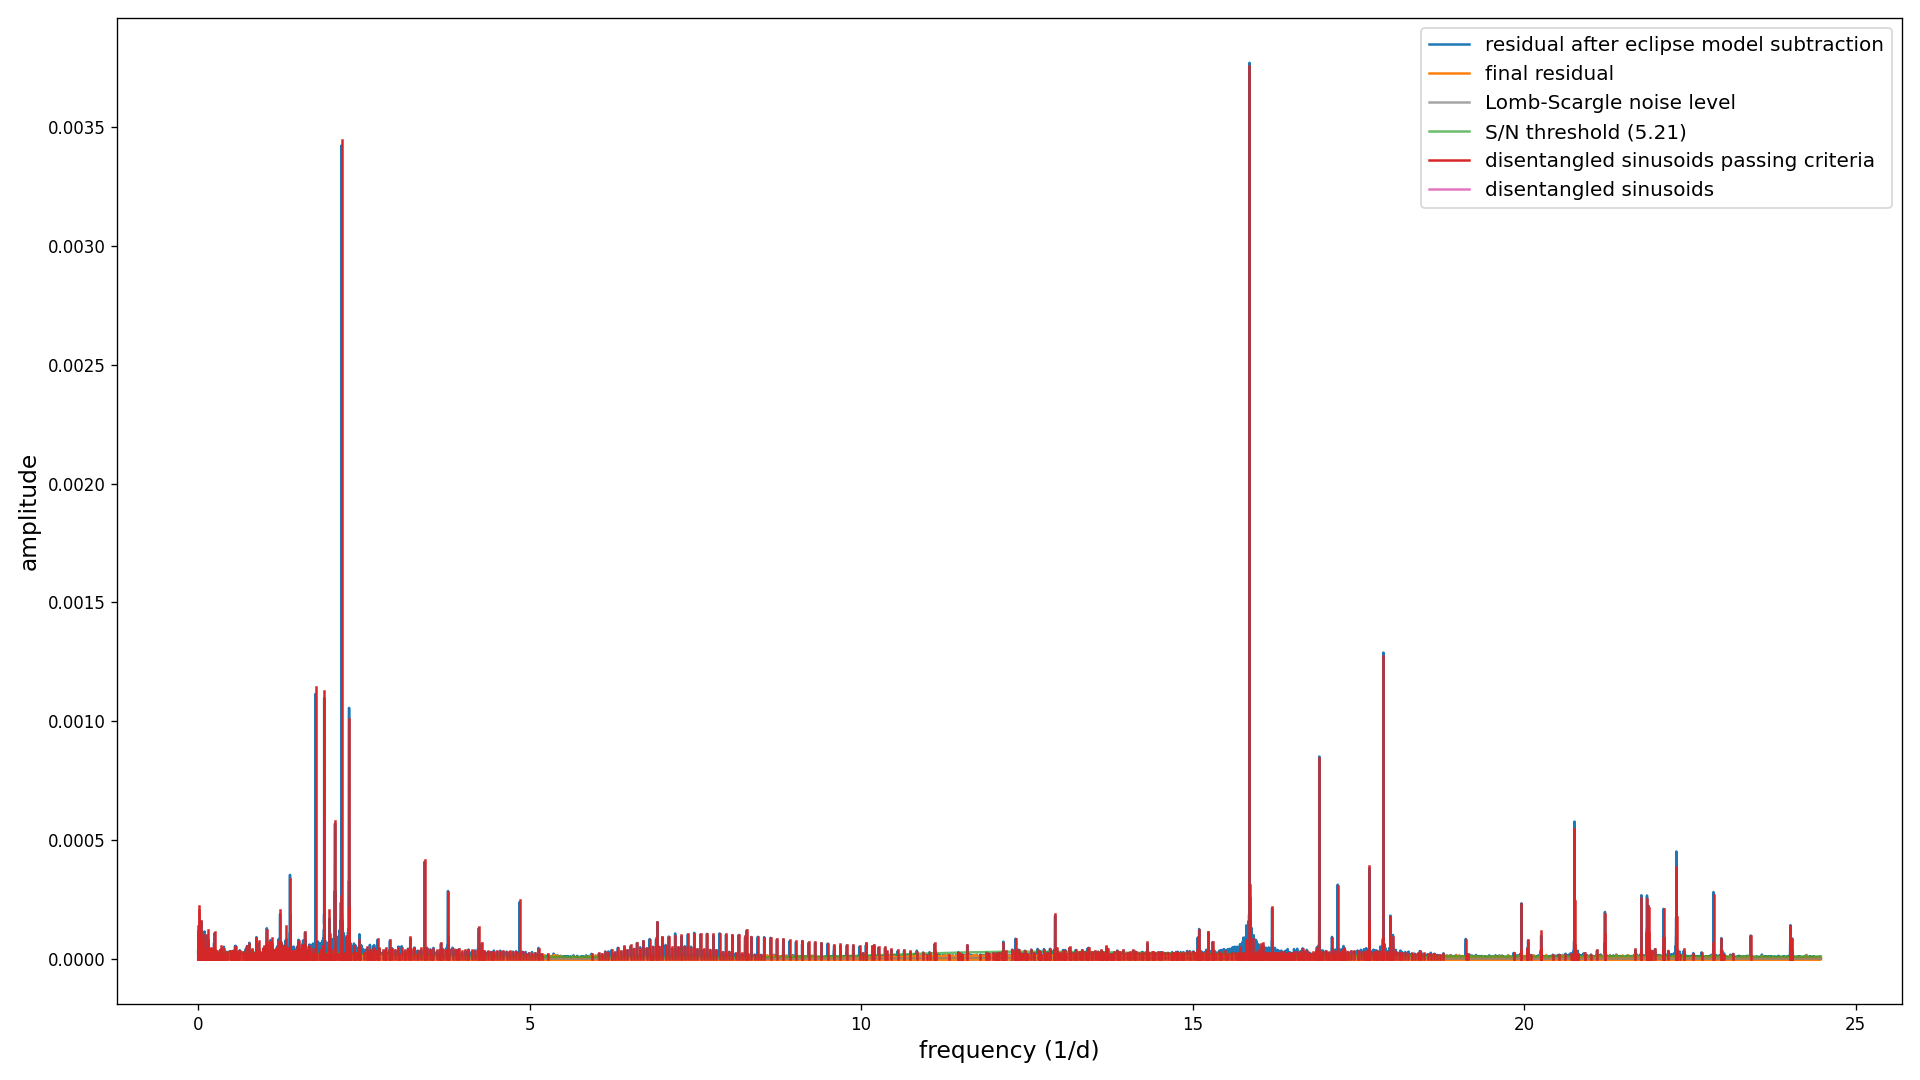 residual after eclipse model subtraction
final residual
Lomb-Scargle noise level
S/N threshold (5.21)
disentangled sinusoids passing criteria
disentangled sinusoids
0.0035
0.0030
0.0025
0.0020
0.0015
0.0010
0.0005
0.0000
amplitude
0 5 10 15 20 25
frequency (1/d)